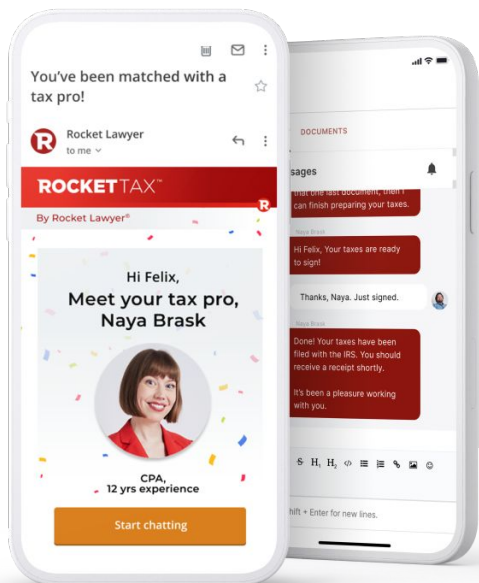 You've been matched with a
tax pro!
R
Rocket Lawyer
to me
ROCKETTAX™
R
By Rocket Lawyer®
Hi Felix,
Meet your tax pro,
Naya Brask
CPA,
12 yrs experience
Start chatting
DOCUMENTS
sages
that one last document, then I
can finish preparing your taxes.
Naya Brask
Hi Felix, Your taxes are ready
to sign!
Thanks, Naya. Just signed.
Naya Brask
Done! Your taxes have been
filed with the IRS. You should
receive a receipt shortly.
It's been a pleasure working
with you.
S H₁ H₂ </>
hift + Enter for new lines.